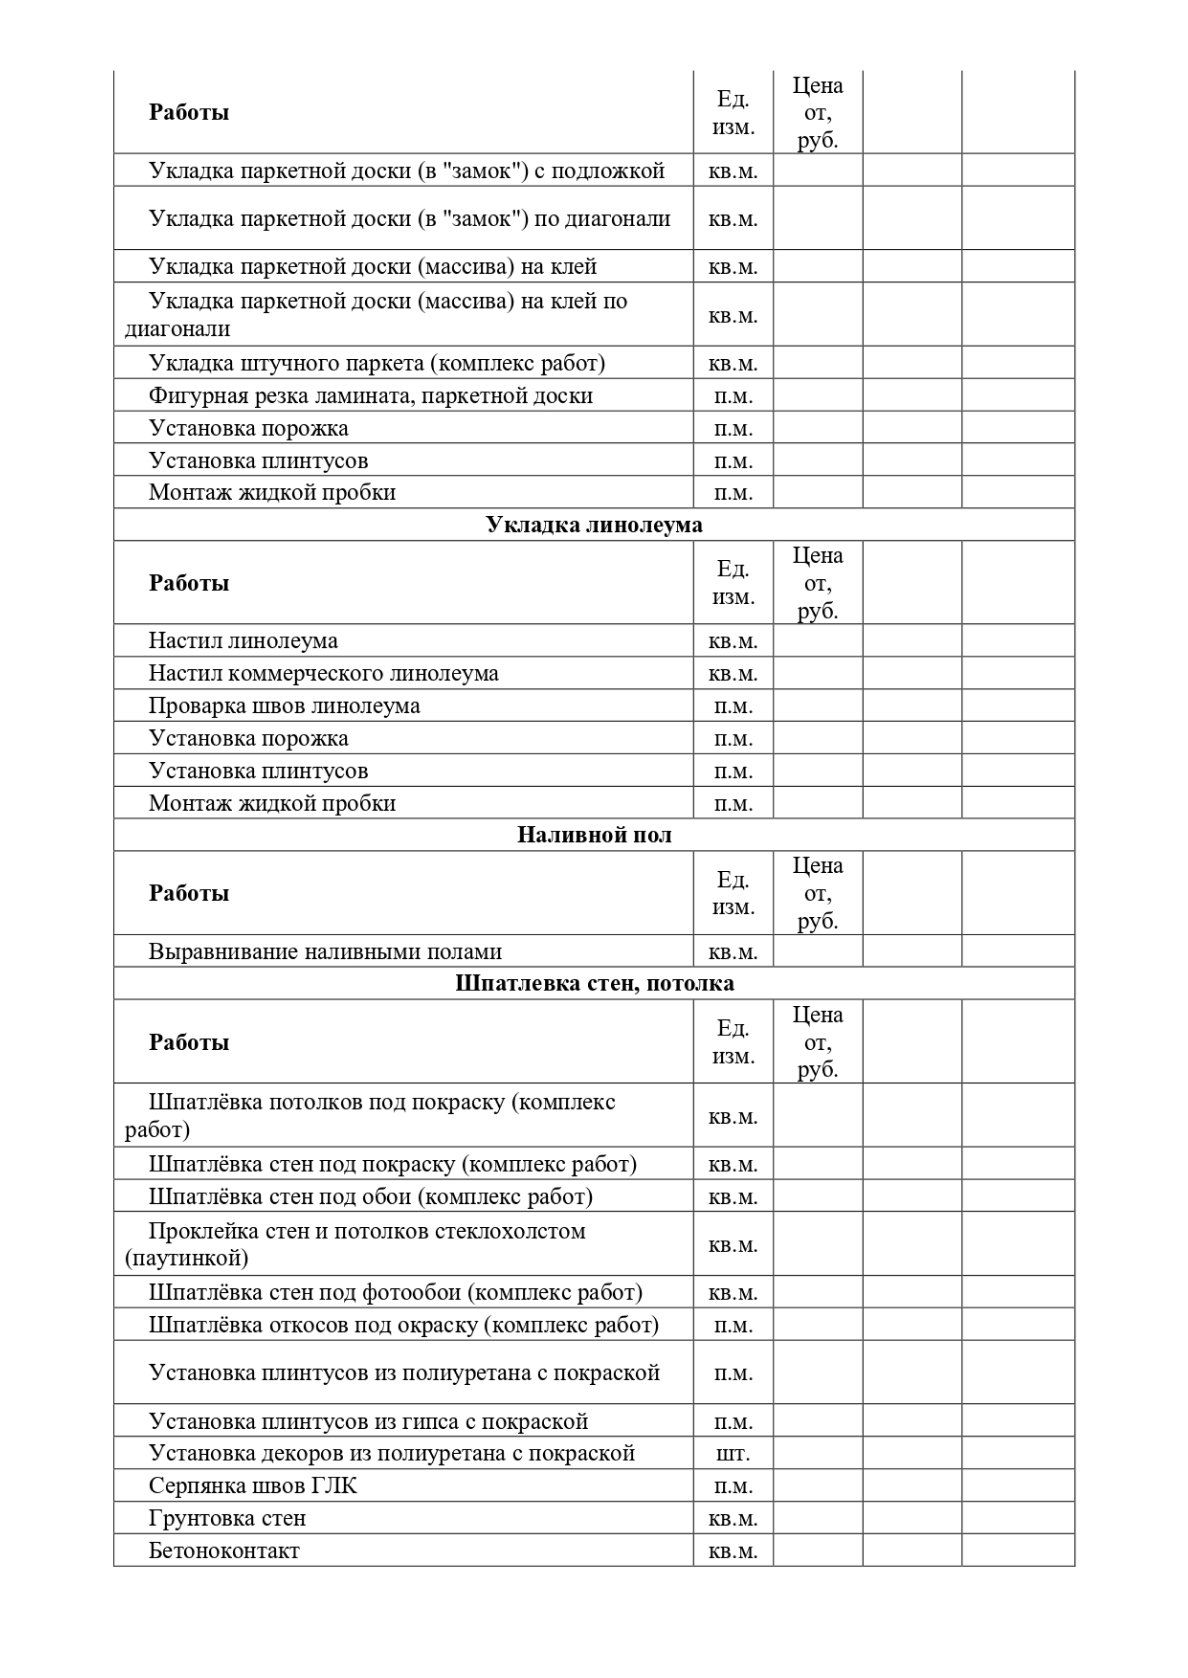 Работы Ед. изм. Цена от, руб.
Укладка паркетной доски (в "замок") с подложкой кв.м.
Укладка паркетной доски (в "замок") по диагонали кв.м.
Укладка паркетной доски (массива) на клей кв.м.
Укладка паркетной доски (массива) на клей по диагонали кв.м.
Укладка штучного паркета (комплекс работ) кв.м.
Фигурная резка ламината, паркетной доски п.м.
Установка порожка п.м.
Установка плинтусов п.м.
Монтаж жидкой пробки п.м.
Укладка линолеума
Работы Ед. изм. Цена от, руб.
Настил линолеума кв.м.
Настил коммерческого линолеума кв.м.
Проварка швов линолеума п.м.
Установка порожка п.м.
Установка плинтусов п.м.
Монтаж жидкой пробки п.м.
Наливной пол
Работы Ед. изм. Цена от, руб.
Выравнивание наливными полами кв.м.
Шпатлевка стен, потолка
Работы Ед. изм. Цена от, руб.
Шпатлёвка потолков под покраску (комплекс работ) кв.м.
Шпатлёвка стен под покраску (комплекс работ) кв.м.
Шпатлёвка стен под обои (комплекс работ) кв.м.
Проклейка стен и потолков стеклохолстом (паутинкой) кв.м.
Шпатлёвка стен под фотообои (комплекс работ) кв.м.
Шпатлёвка откосов под окраску (комплекс работ) п.м.
Установка плинтусов из полиуретана с покраской п.м.
Установка плинтусов из гипса с покраской п.м.
Установка декоров из полиуретана с покраской шт.
Серпянка швов ГЛК п.м.
Грунтовка стен кв.м.
Бетоноконтакт кв.м.